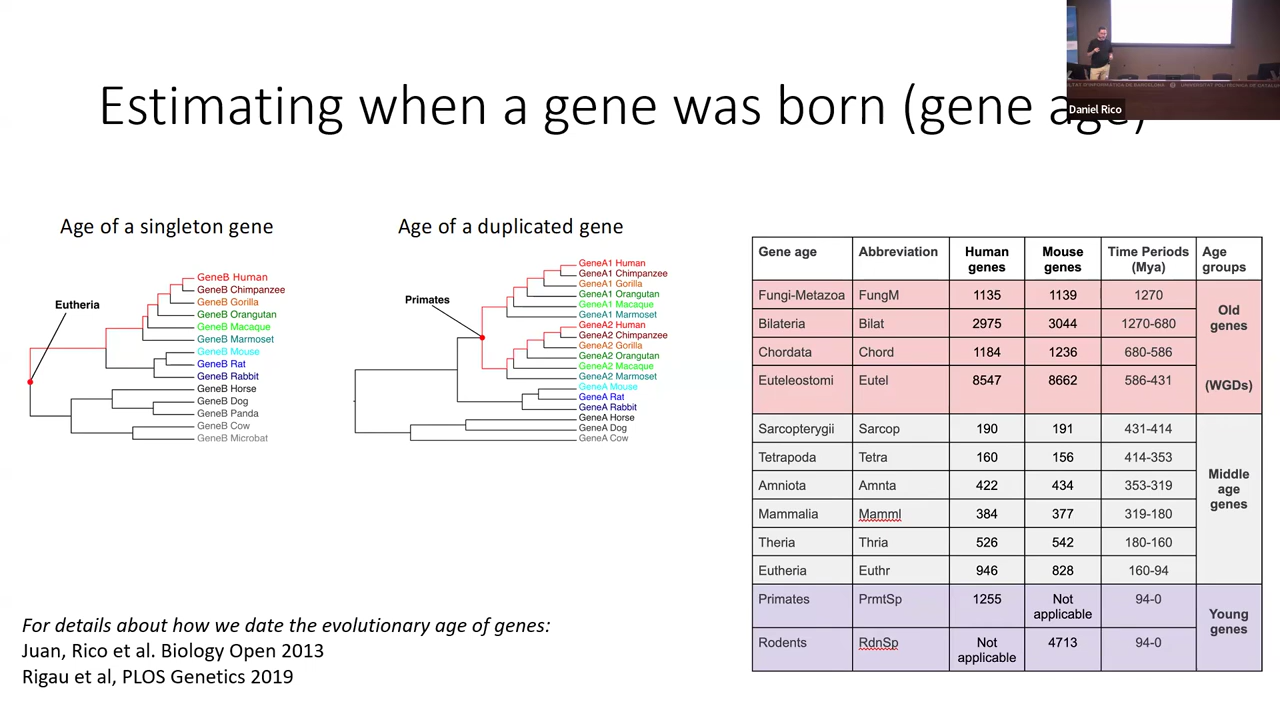 Estimating when a gene was born (gene age)
Daniel Rico
Age of a singleton gene
Eutheria
GeneB Human
GeneB Chimpanzee
GeneB Gorilla
GeneB Orangutan
GeneB Macaque
GeneB Marmoset
GeneB Mouse
GeneB Rat
GeneB Rabbit
GeneB Horse
GeneB Dog
GeneB Panda
GeneB Cow
GeneB Microbat
Age of a duplicated gene
Primates
GeneA1 Human
GeneA1 Chimpanzee
GeneA1 Gorilla
GeneA1 Orangutan
GeneA1 Macaque
GeneA1 Marmoset
GeneA2 Human
GeneA2 Chimpanzee
GeneA2 Gorilla
GeneA2 Orangutan
GeneA2 Macaque
GeneA2 Marmoset
GeneA Mouse
GeneA Rat
GeneA Rabbit
GeneA Horse
GeneA Dog
GeneA Cow
Gene age Abbreviation Human genes Mouse genes Time Periods (Mya) Age groups
Fungi-Metazoa FungM 1135 1139 1270
Bilateria Bilat 2975 3044 1270-680
Chordata Chord 1184 1236 680-586
Euteleostomi Eutel 8547 8662 586-431
Old genes
(WGDs)
Sarcopterygii Sarcop 190 191 431-414
Tetrapoda Tetra 160 156 414-353
Amniota Amnta 422 434 353-319
Mammalia Mamml 384 377 319-180
Theria Thria 526 542 180-160
Eutheria Euthr 946 828 160-94
Middle age genes
Primates PrmtSp 1255 Not applicable 94-0
Rodents RdnSp Not applicable 4713 94-0
Young genes
For details about how we date the evolutionary age of genes:
Juan, Rico et al. Biology Open 2013
Rigau et al, PLOS Genetics 2019